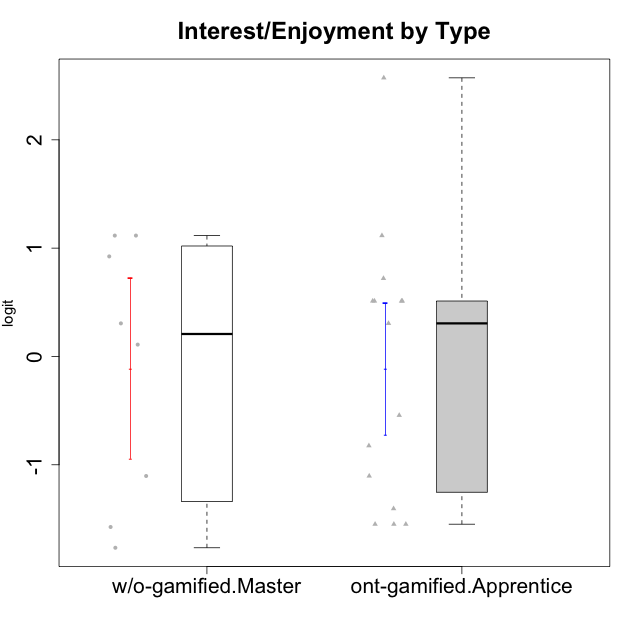 Interest/Enjoyment by Type
logit
2
1
0
-1
w/o-gamified.Master
ont-gamified.Apprentice